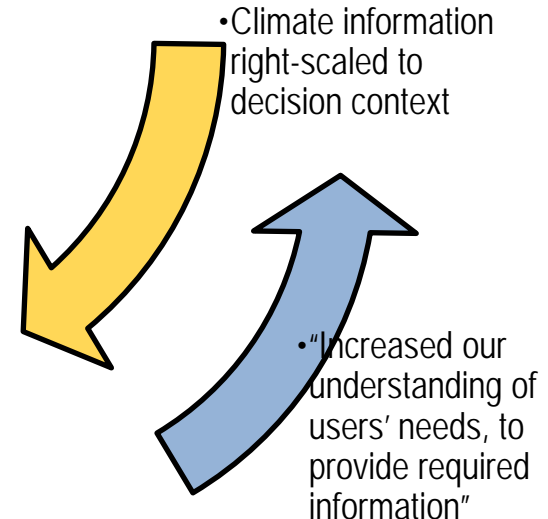 •Climate information
right-scaled to
decision context
•“Increased our
understanding of
users’ needs, to
provide required
information”